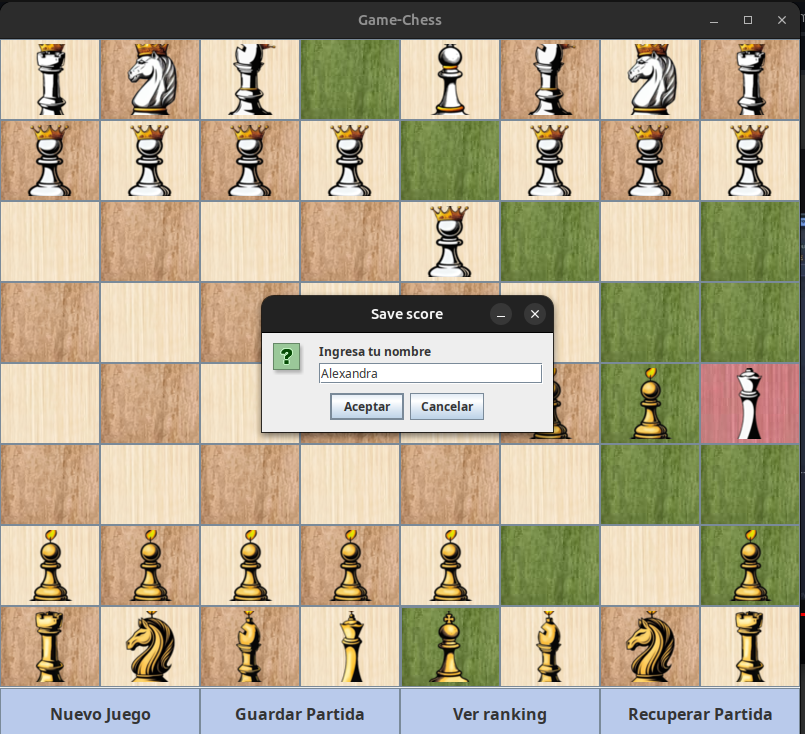 Game-Chess
Save score
Ingresa tu nombre
Alexandra
Aceptar Cancelar
Nuevo Juego Guardar Partida Ver ranking Recuperar Partida